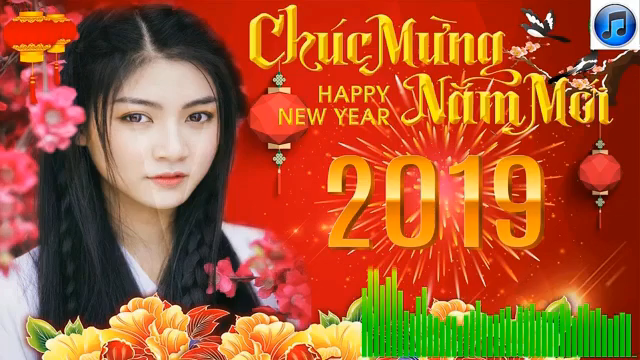 Chúc Mừng
HAPPY
NEW YEAR
Năm Mới
2019